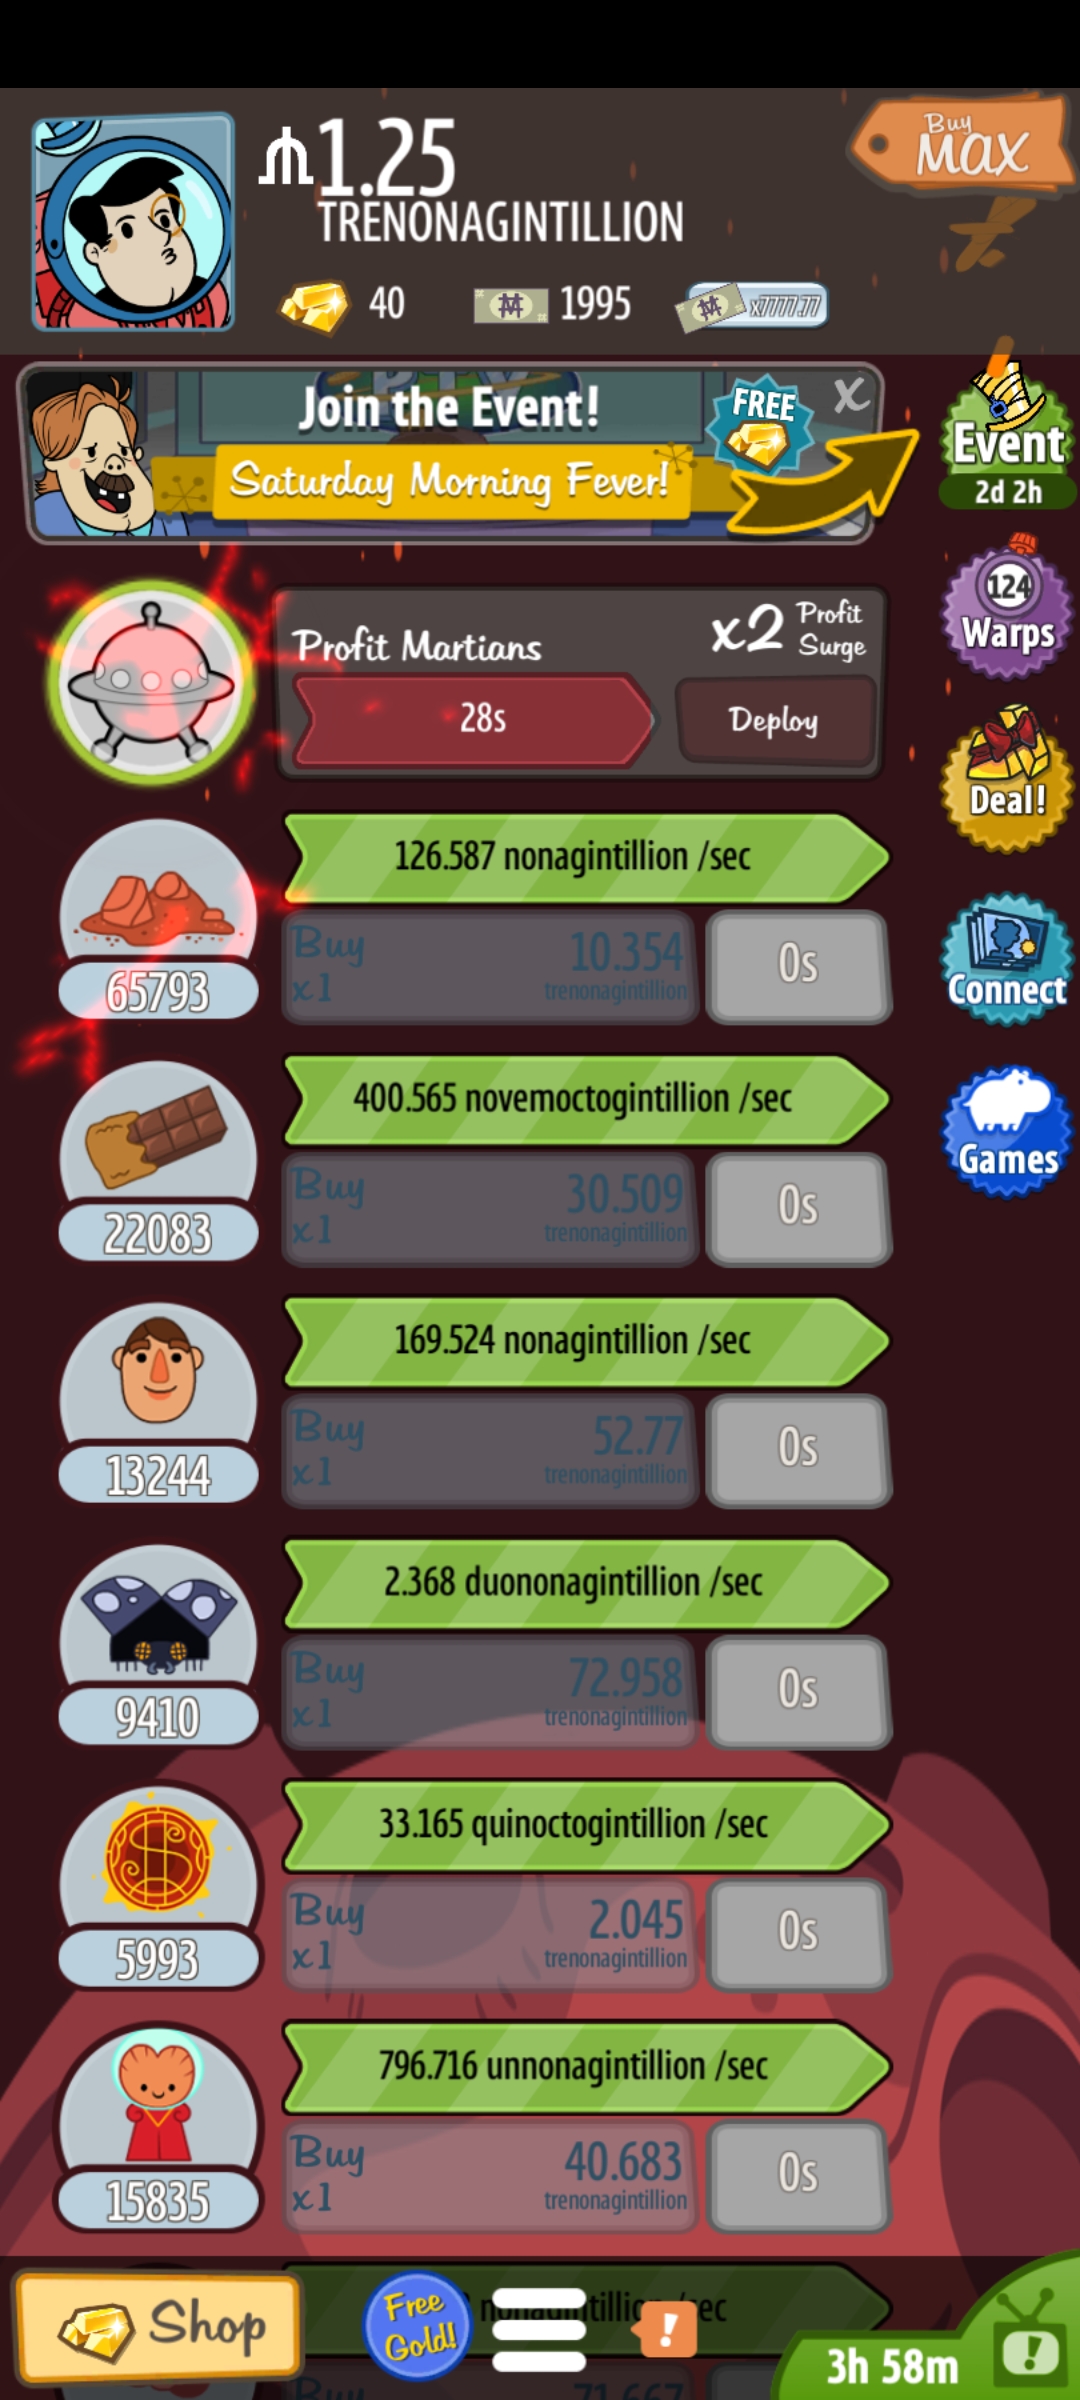 1.25
TRENONAGINTILLION
Buy
MAX
40
1995
x7777.77
Join the Event!
Saturday Morning Fever!
FREE
X
Event
2d 2h
124
Warps
Deal!
Connect
Games
Profit Martians
x2 Profit Surge
28s
Deploy
126.587 nonagintillion /sec
65793
Buy x1
10.354
trenonagintillion
0s
400.565 novemoctogintillion /sec
22083
Buy x1
30.509
trenonagintillion
0s
169.524 nonagintillion /sec
13244
Buy x1
52.77
trenonagintillion
0s
2.368 duononagintillion /sec
9410
Buy x1
72.958
trenonagintillion
0s
33.165 quinoctogintillion /sec
5993
Buy x1
2.045
trenonagintillion
0s
796.716 unnonagintillion /sec
15835
Buy x1
40.683
trenonagintillion
0s
Shop
Free Gold!
!
3h 58m
!